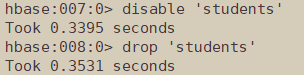 hbase:007:0> disable 'students'
Took 0.3395 seconds
hbase:008:0> drop 'students'
Took 0.3531 seconds